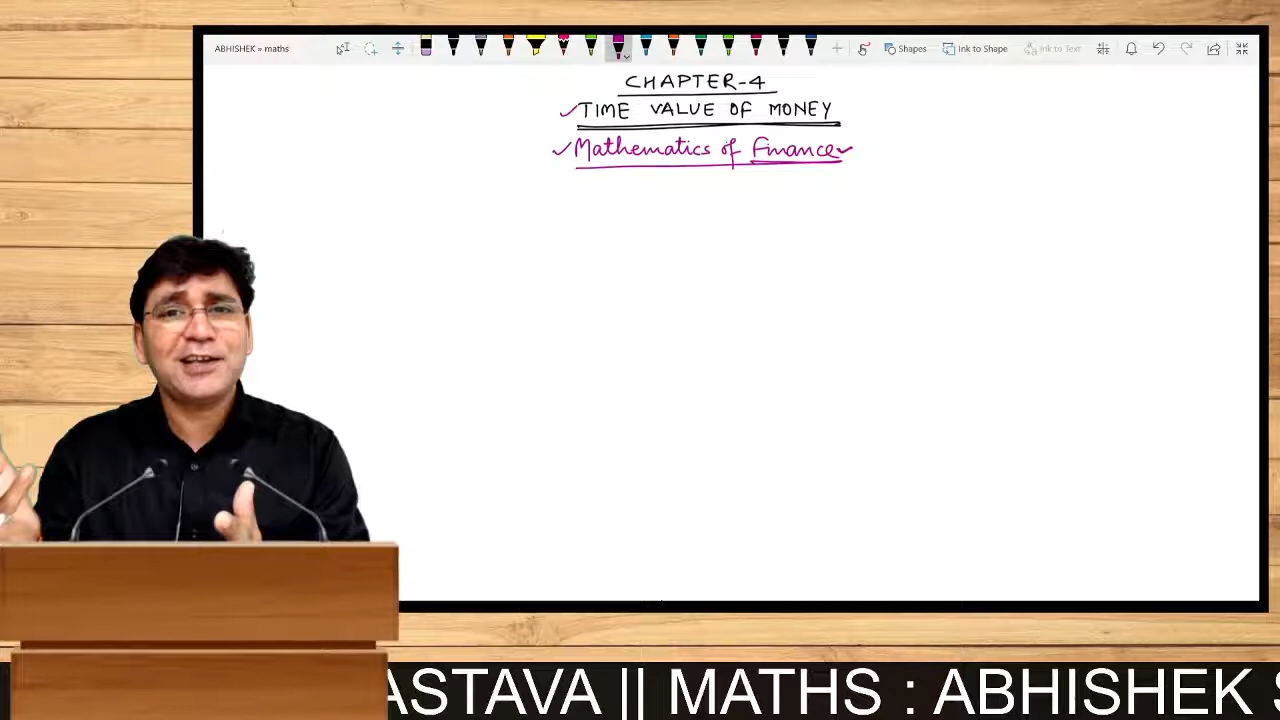 ABHISHEK » maths
Shapes
Ink to Shape
Ink to Text
CHAPTER-4
TIME VALUE OF MONEY
Mathematics of Finance
ASTAVA || MATHS : ABHISHEK S